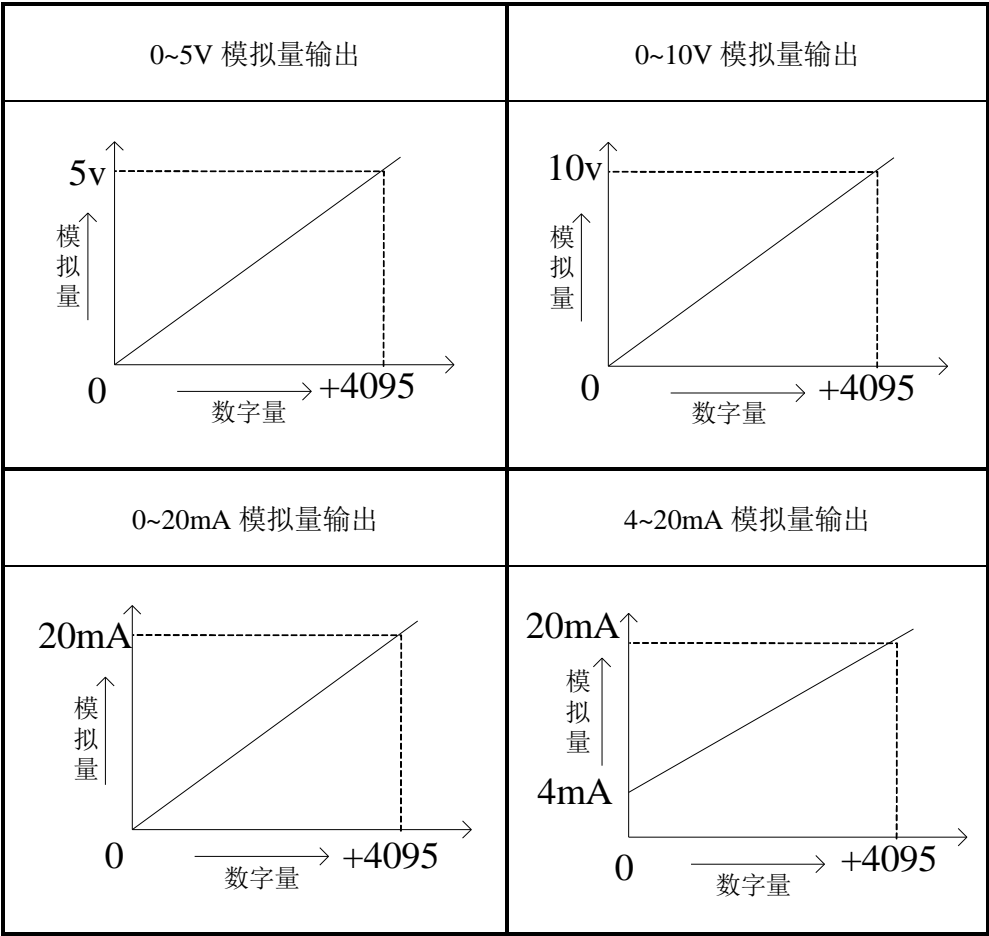 0~5V 模拟量输出
0~10V 模拟量输出
5v
模拟量
0
+4095
数字量
10v
模拟量
0
+4095
数字量
0~20mA 模拟量输出
4~20mA 模拟量输出
20mA
模拟量
0
+4095
数字量
20mA
模拟量
4mA
0
+4095
数字量